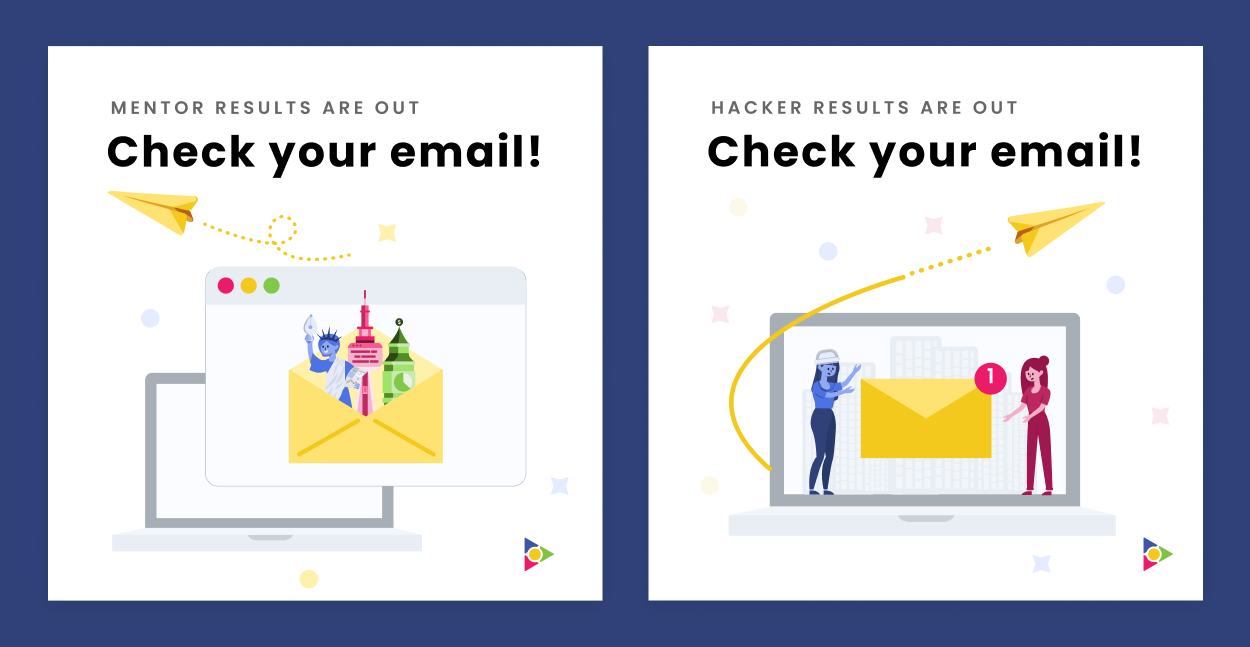 MENTOR RESULTS ARE OUT
Check your email!
HACKER RESULTS ARE OUT
Check your email!
1